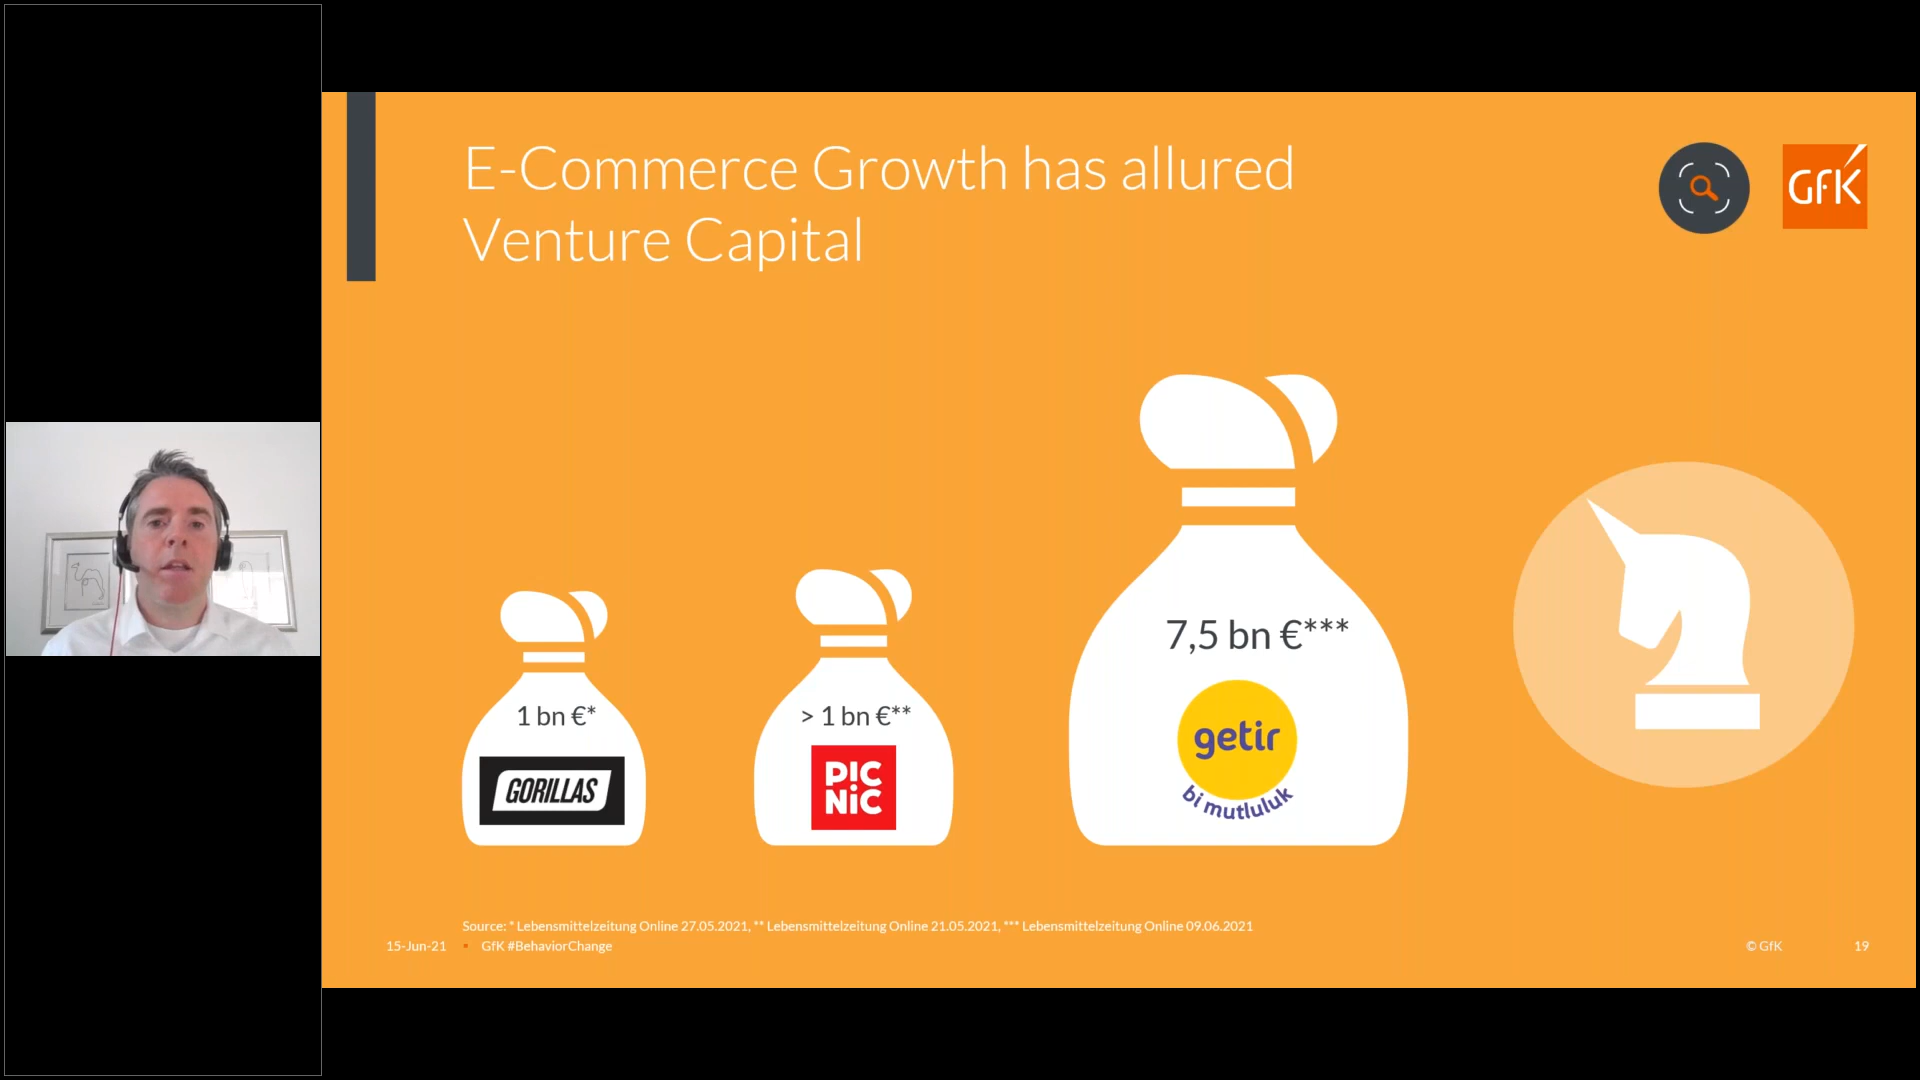 E-Commerce Growth has allured
Venture Capital
GfK
7,5 bn €***
1 bn €*
> 1 bn €**
getir
bi mutluluk
GORILLAS
PIC
NiC
Source: * Lebensmittelzeitung Online 27.05.2021, ** Lebensmittelzeitung Online 21.05.2021, *** Lebensmittelzeitung Online 09.06.2021
15-Jun-21 ▪ GfK #BehaviorChange
© GfK 19